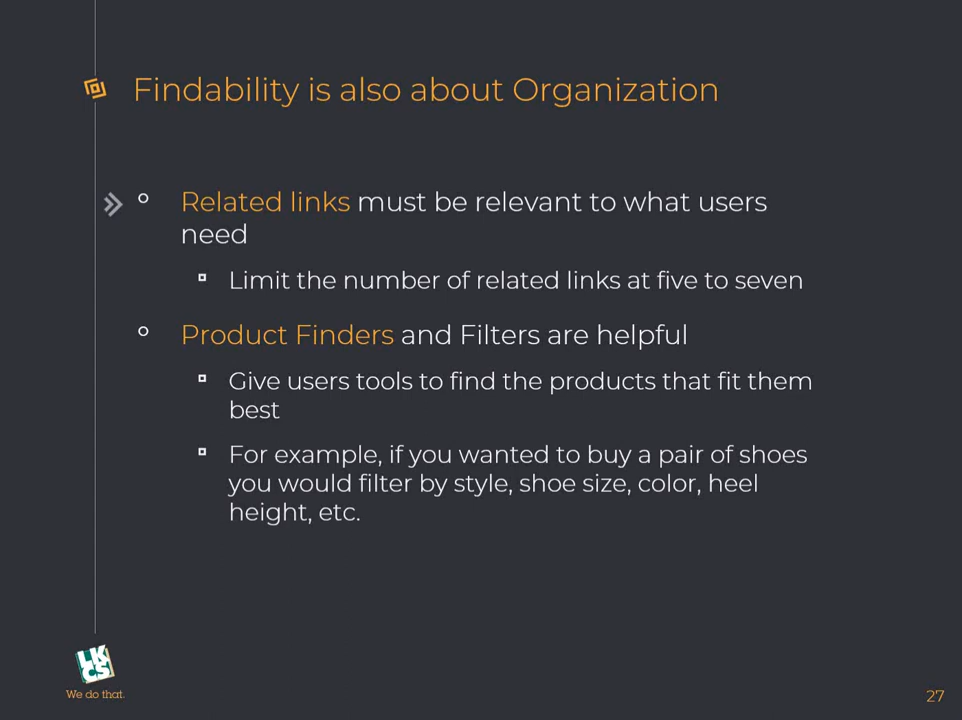 Findability is also about Organization
Related links must be relevant to what users
need
Limit the number of related links at five to seven
Product Finders and FIlters are helpful
Give users tools to find the products that fit them
best
For example, if you wanted to buy a pair of shoes
you would filter by style, shoe size, color, heel
height, etc.
LK
CS
We do that.
27